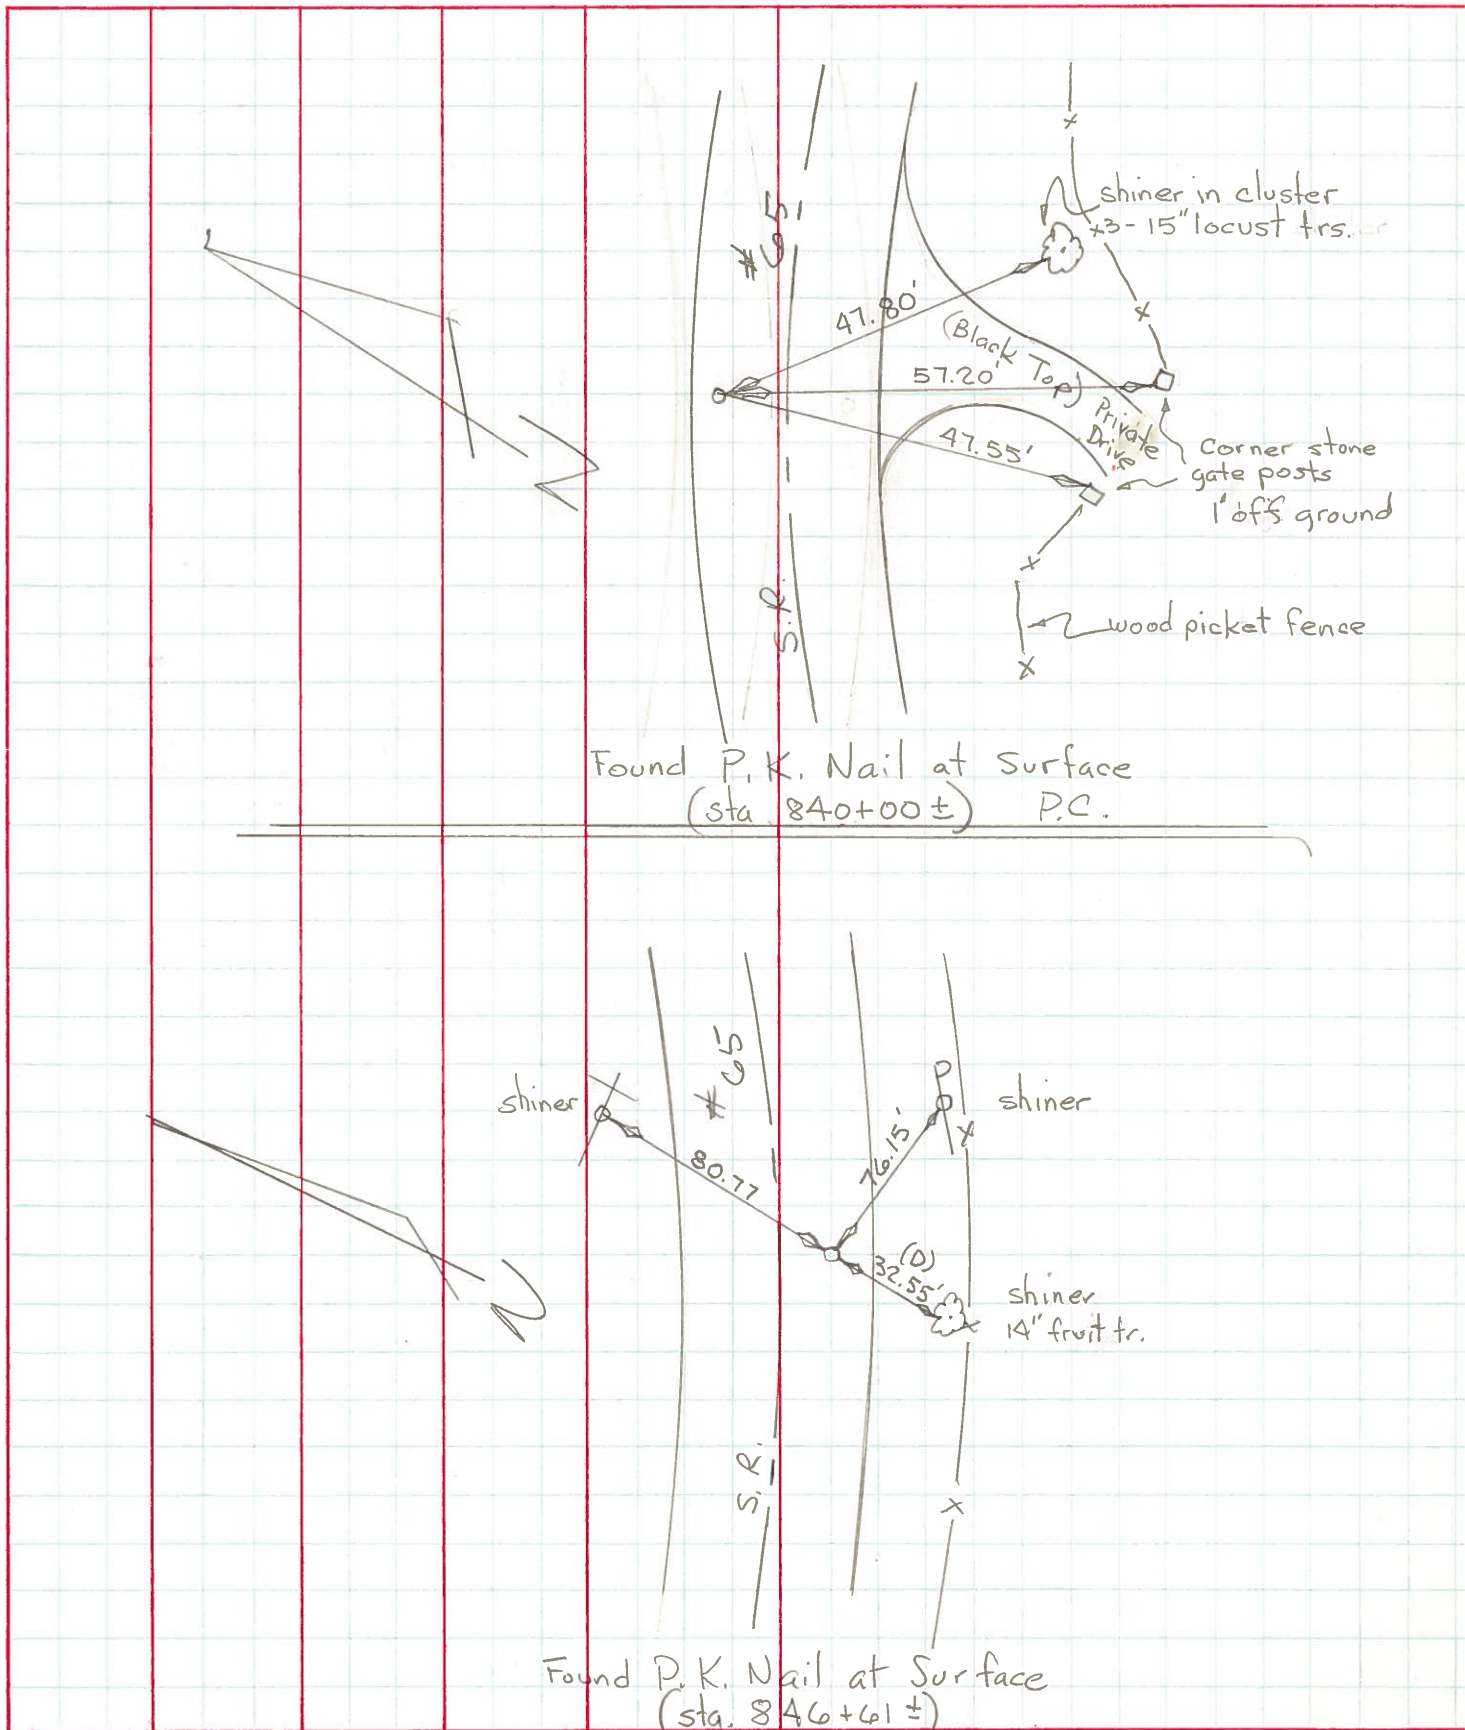 # 65
shiner in cluster
3-15" locust trs.
47.80'
(Black Top)
57.20'
Private
Drive
47.55'
Corner stone
gate posts
1' off ground
S.R.
wood picket fence
N
Found P.K. Nail at Surface
(sta. 840+00 ±) P.C.
# 65
shiner
P
shiner
80.77
76.15'
(D)
32.55'
shiner
14" fruit tr.
N
S.R.
Found P.K. Nail at Surface
(sta. 846+61 ±)